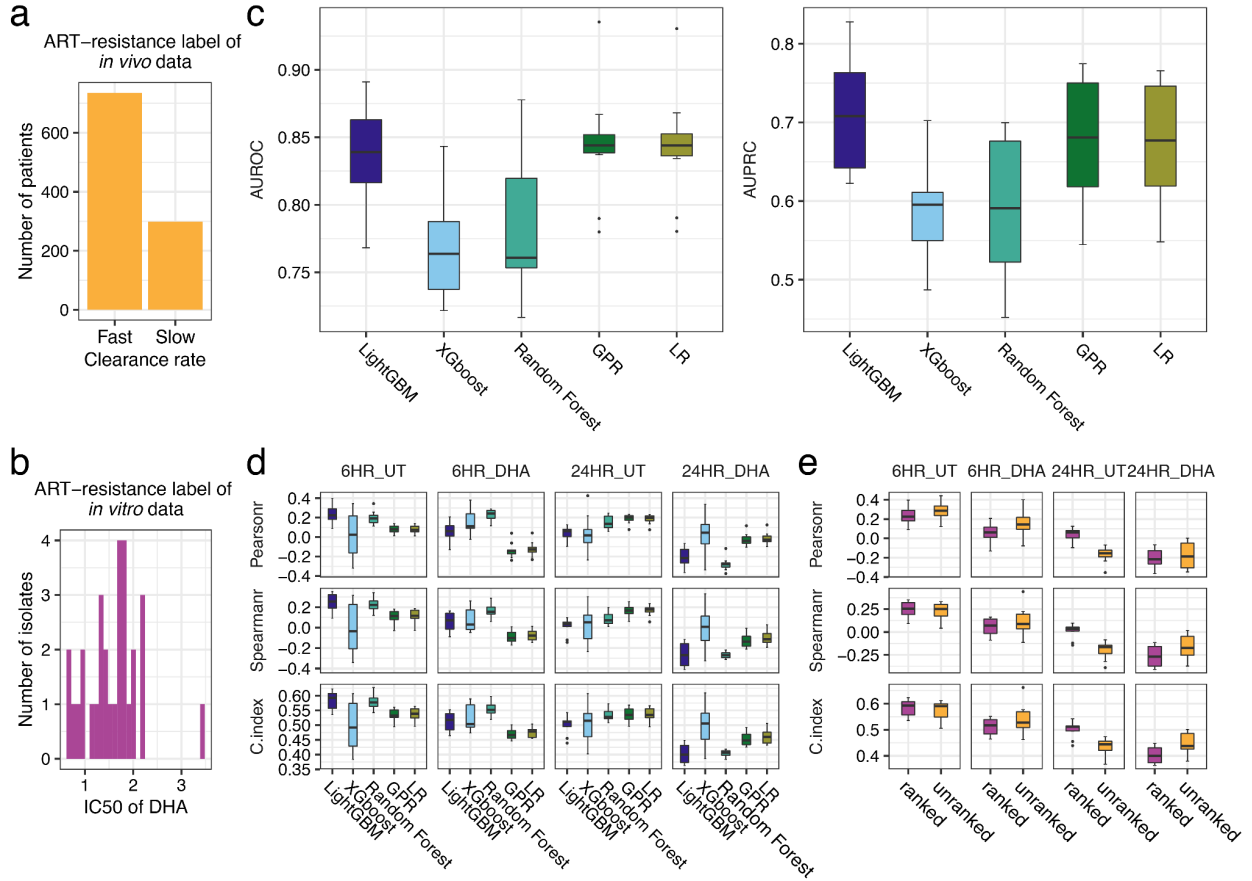 a
ART−resistance label of
in vivo data
Number of patients
600
400
200
0
Fast Slow
Clearance rate
c
AUROC
0.90
0.85
0.80
0.75
LightGBM
XGboost
Random Forest
GPR
LR
AUPRC
0.8
0.7
0.6
0.5
LightGBM
XGboost
Random Forest
GPR
LR
b
ART−resistance label of
in vitro data
Number of isolates
4
3
2
1
0
1 2 3
IC50 of DHA
d
6HR_UT 6HR_DHA 24HR_UT 24HR_DHA
Pearsonr
0.4
0.2
0.0
−0.2
−0.4
Spearmanr
0.2
0.0
−0.2
−0.4
C.index
0.60
0.55
0.50
0.45
0.40
0.35
LightGBM
XGboost
Random Forest
GPR
LR
LightGBM
XGboost
Random Forest
GPR
LR
LightGBM
XGboost
Random Forest
GPR
LR
LightGBM
XGboost
Random Forest
GPR
LR
e
6HR_UT 6HR_DHA 24HR_UT 24HR_DHA
Pearsonr
0.4
0.2
0.0
−0.2
−0.4
Spearmanr
0.25
0.00
−0.25
C.index
0.6
0.5
0.4
ranked
unranked
ranked
unranked
ranked
unranked
ranked
unranked